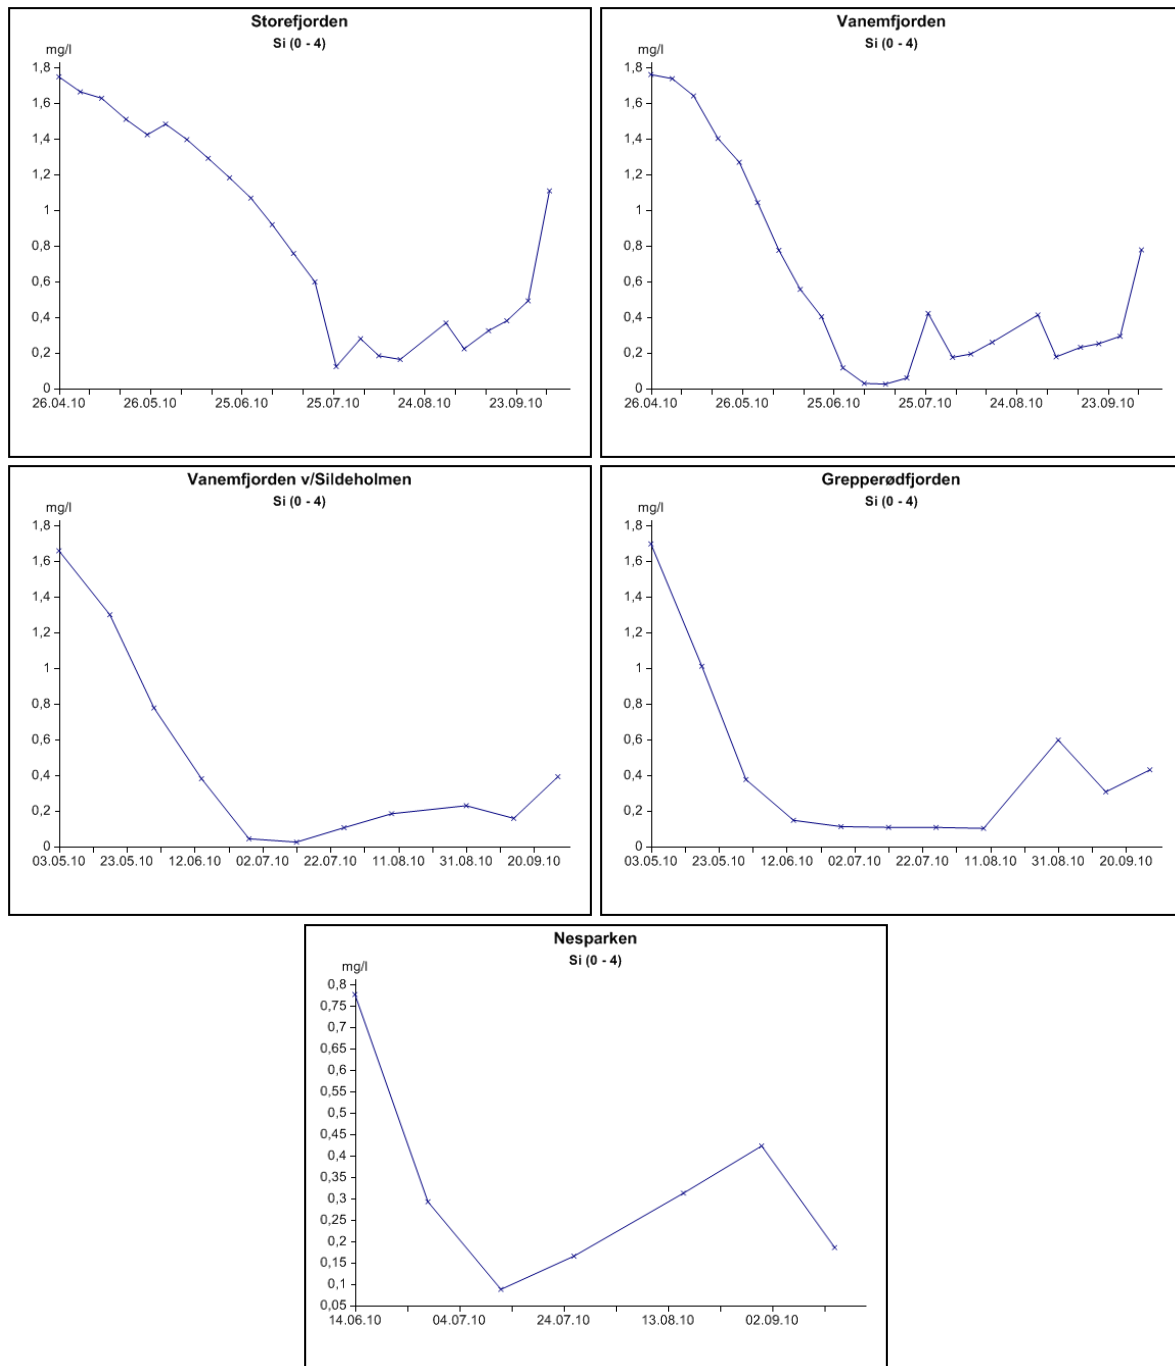 Storefjorden
Si (0 - 4)
mg/l
1,8
1,6
1,4
1,2
1
0,8
0,6
0,4
0,2
0
26.04.10 26.05.10 25.06.10 25.07.10 24.08.10 23.09.10
Vanemfjorden
Si (0 - 4)
mg/l
1,8
1,6
1,4
1,2
1
0,8
0,6
0,4
0,2
0
26.04.10 26.05.10 25.06.10 25.07.10 24.08.10 23.09.10
Vanemfjorden v/Sildeholmen
Si (0 - 4)
mg/l
1,8
1,6
1,4
1,2
1
0,8
0,6
0,4
0,2
0
03.05.10 23.05.10 12.06.10 02.07.10 22.07.10 11.08.10 31.08.10 20.09.10
Grepperødfjorden
Si (0 - 4)
mg/l
1,8
1,6
1,4
1,2
1
0,8
0,6
0,4
0,2
0
03.05.10 23.05.10 12.06.10 02.07.10 22.07.10 11.08.10 31.08.10 20.09.10
Nesparken
Si (0 - 4)
mg/l
0,8
0,75
0,7
0,65
0,6
0,55
0,5
0,45
0,4
0,35
0,3
0,25
0,2
0,15
0,1
0,05
14.06.10 04.07.10 24.07.10 13.08.10 02.09.10